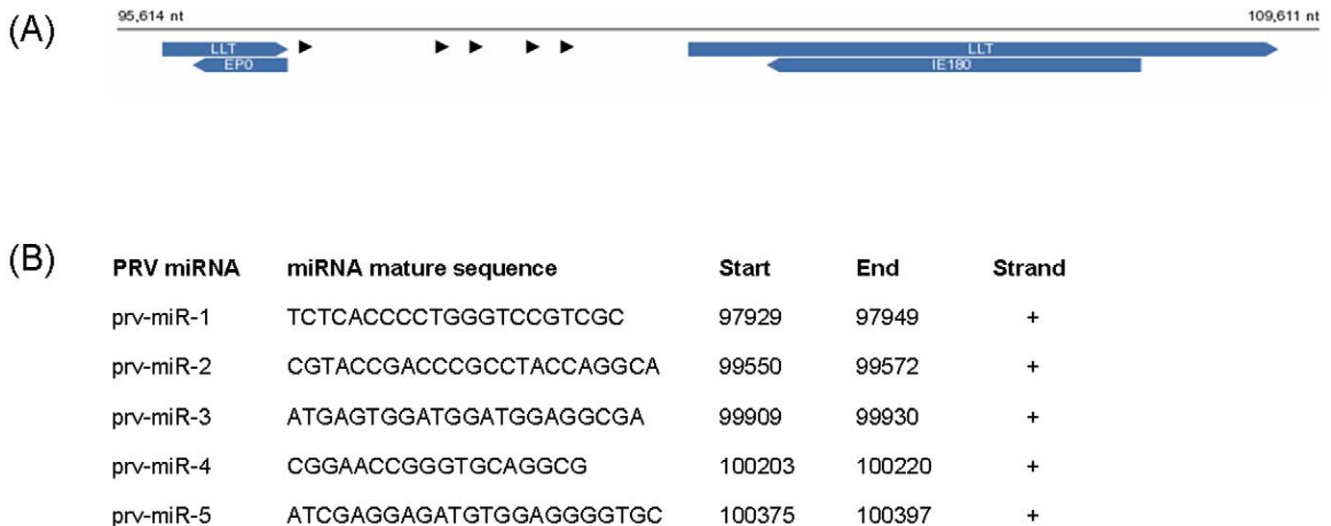 (A)
95,614 nt 109,611 nt
LLT LLT
EP0 IE180
(B)
PRV miRNA miRNA mature sequence Start End Strand
prv-miR-1 TCTCACCCCTGGGTCCGTCGC 97929 97949 +
prv-miR-2 CGTACCGACCCGCCTACCAGGCA 99550 99572 +
prv-miR-3 ATGAGTGGATGGATGGAGGCGA 99909 99930 +
prv-miR-4 CGGAACCGGGTGCAGGCG 100203 100220 +
prv-miR-5 ATCGAGGAGATGTGGAGGGGTGC 100375 100397 +